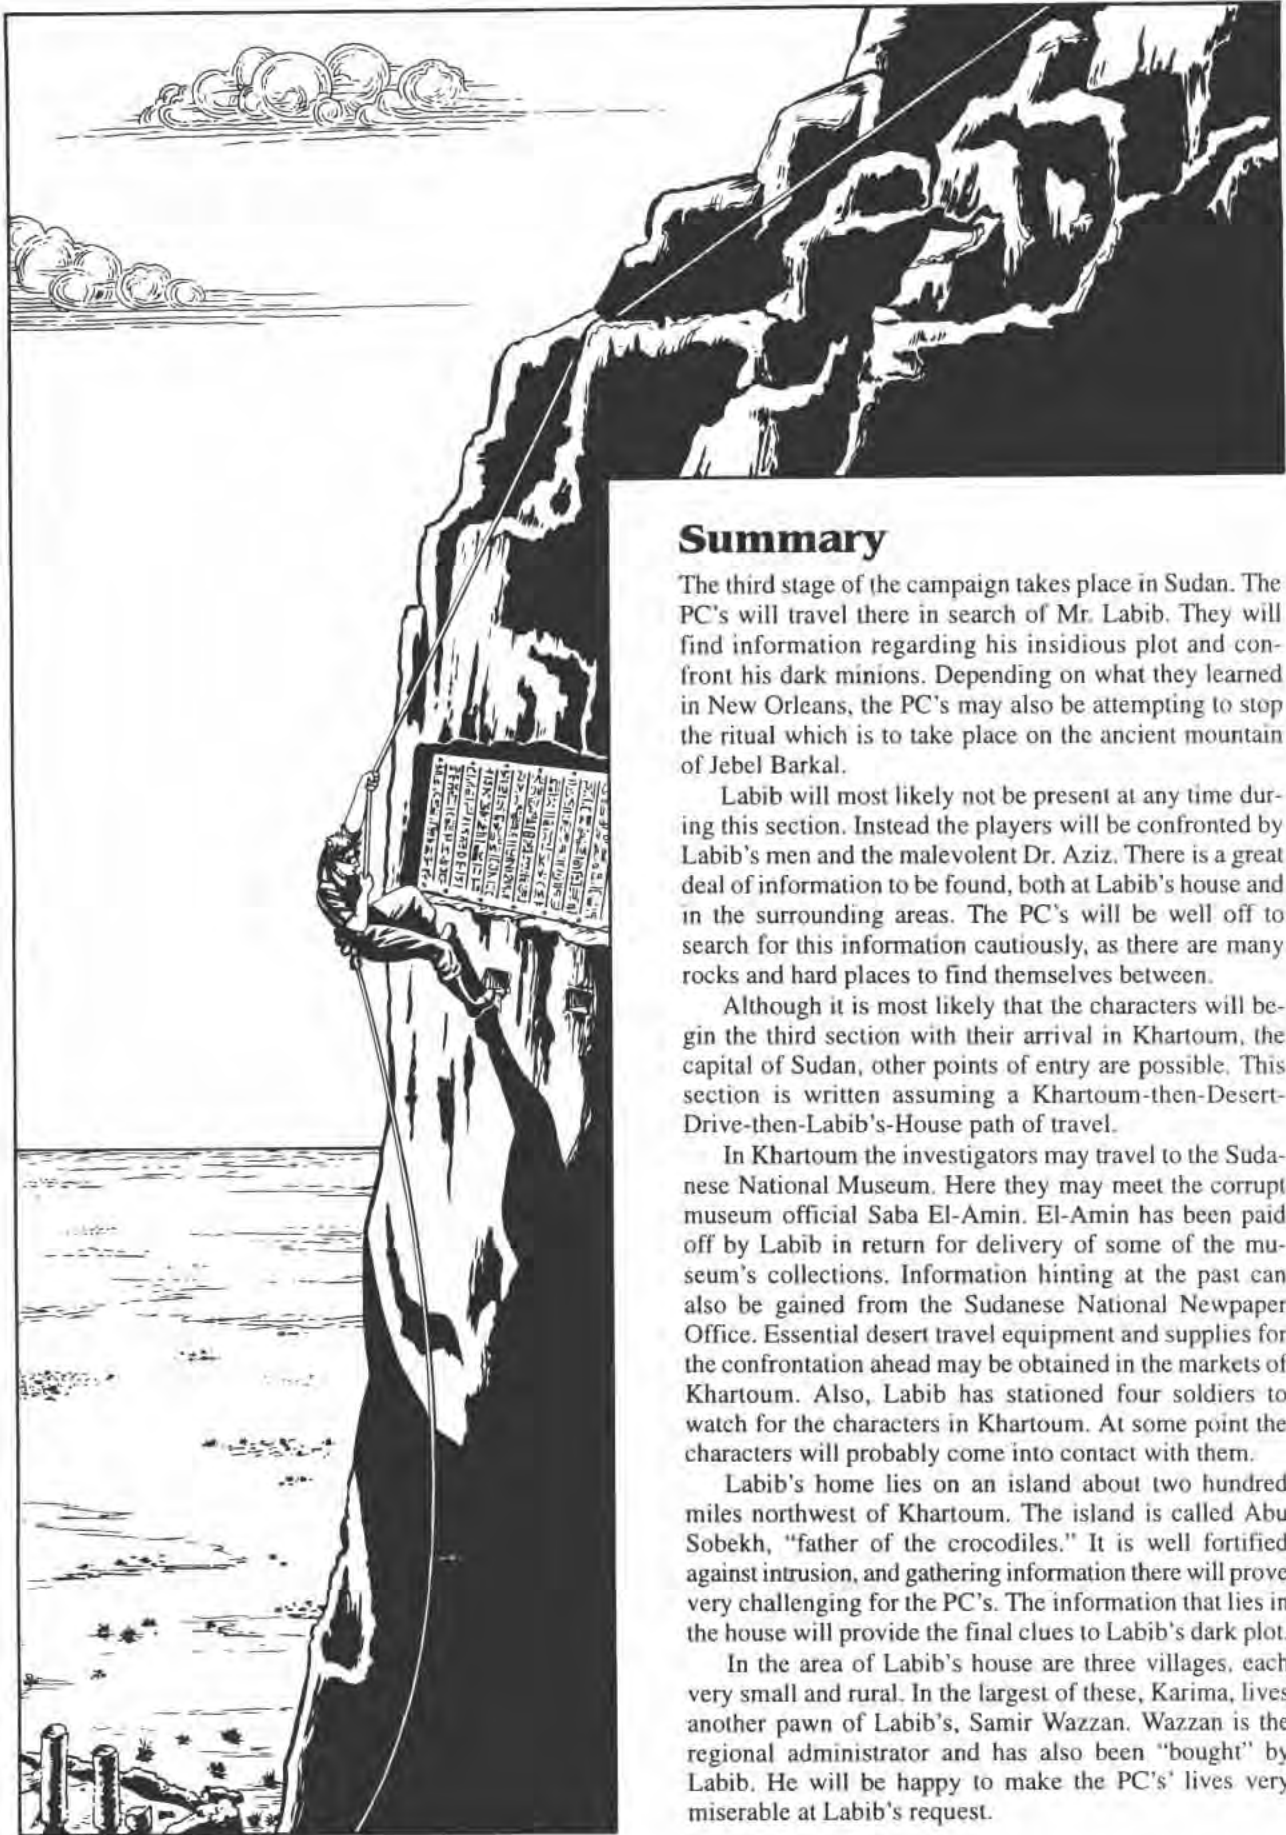 Summary
The third stage of the campaign takes place in Sudan. The
PC's will travel there in search of Mr. Labib. They will
find information regarding his insidious plot and con-
front his dark minions. Depending on what they learned
in New Orleans, the PC's may also be attempting to stop
the ritual which is to take place on the ancient mountain
of Jebel Barkal.
Labib will most likely not be present at any time dur-
ing this section. Instead the players will be confronted by
Labib's men and the malevolent Dr. Aziz. There is a great
deal of information to be found, both at Labib's house and
in the surrounding areas. The PC's will be well off to
search for this information cautiously, as there are many
rocks and hard places to find themselves between.
Although it is most likely that the characters will be-
gin the third section with their arrival in Khartoum, the
capital of Sudan, other points of entry are possible. This
section is written assuming a Khartoum-then-Desert-
Drive-then-Labib's-House path of travel.
In Khartoum the investigators may travel to the Suda-
nese National Museum. Here they may meet the corrupt
museum official Saba El-Amin. El-Amin has been paid
off by Labib in return for delivery of some of the mu-
seum's collections. Information hinting at the past can
also be gained from the Sudanese National Newpaper
Office. Essential desert travel equipment and supplies for
the confrontation ahead may be obtained in the markets of
Khartoum. Also, Labib has stationed four soldiers to
watch for the characters in Khartoum. At some point the
characters will probably come into contact with them.
Labib's home lies on an island about two hundred
miles northwest of Khartoum. The island is called Abu
Sobekh, "father of the crocodiles." It is well fortified
against intrusion, and gathering information there will prove
very challenging for the PC's. The information that lies in
the house will provide the final clues to Labib's dark plot.
In the area of Labib's house are three villages, each
very small and rural. In the largest of these, Karima, lives
another pawn of Labib's, Samir Wazzan. Wazzan is the
regional administrator and has also been "bought" by
Labib. He will be happy to make the PC's' lives very
miserable at Labib's request.